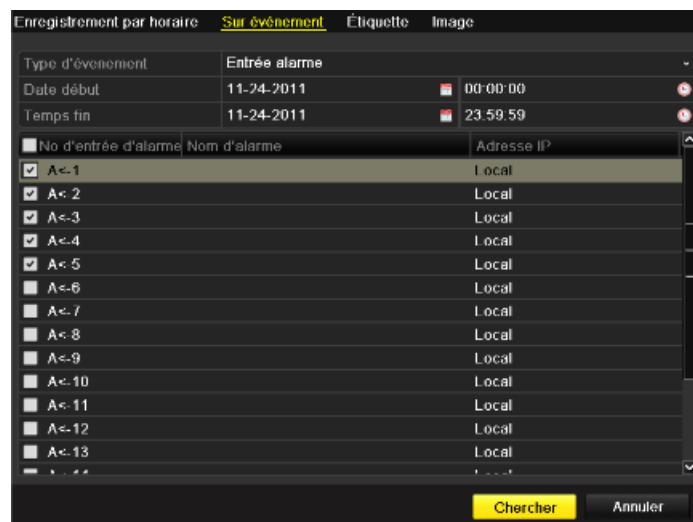 Enregistrement par horaire Sur événement Étiquette Image
Type d'évenement Entrée alarme
Date début 11-24-2011 00:00:00
Temps fin 11-24-2011 23:59:59
No d'entrée d'alarme Nom d'alarme Adresse IP
A<-1 Local
A<-2 Local
A<-3 Local
A<-4 Local
A<-5 Local
A<-6 Local
A<-7 Local
A<-8 Local
A<-9 Local
A<-10 Local
A<-11 Local
A<-12 Local
A<-13 Local
Chercher Annuler